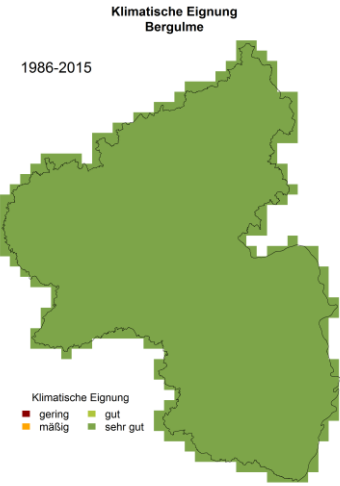 Klimatische Eignung
Bergulme
1986-2015
Klimatische Eignung
gering gut
mäßig sehr gut